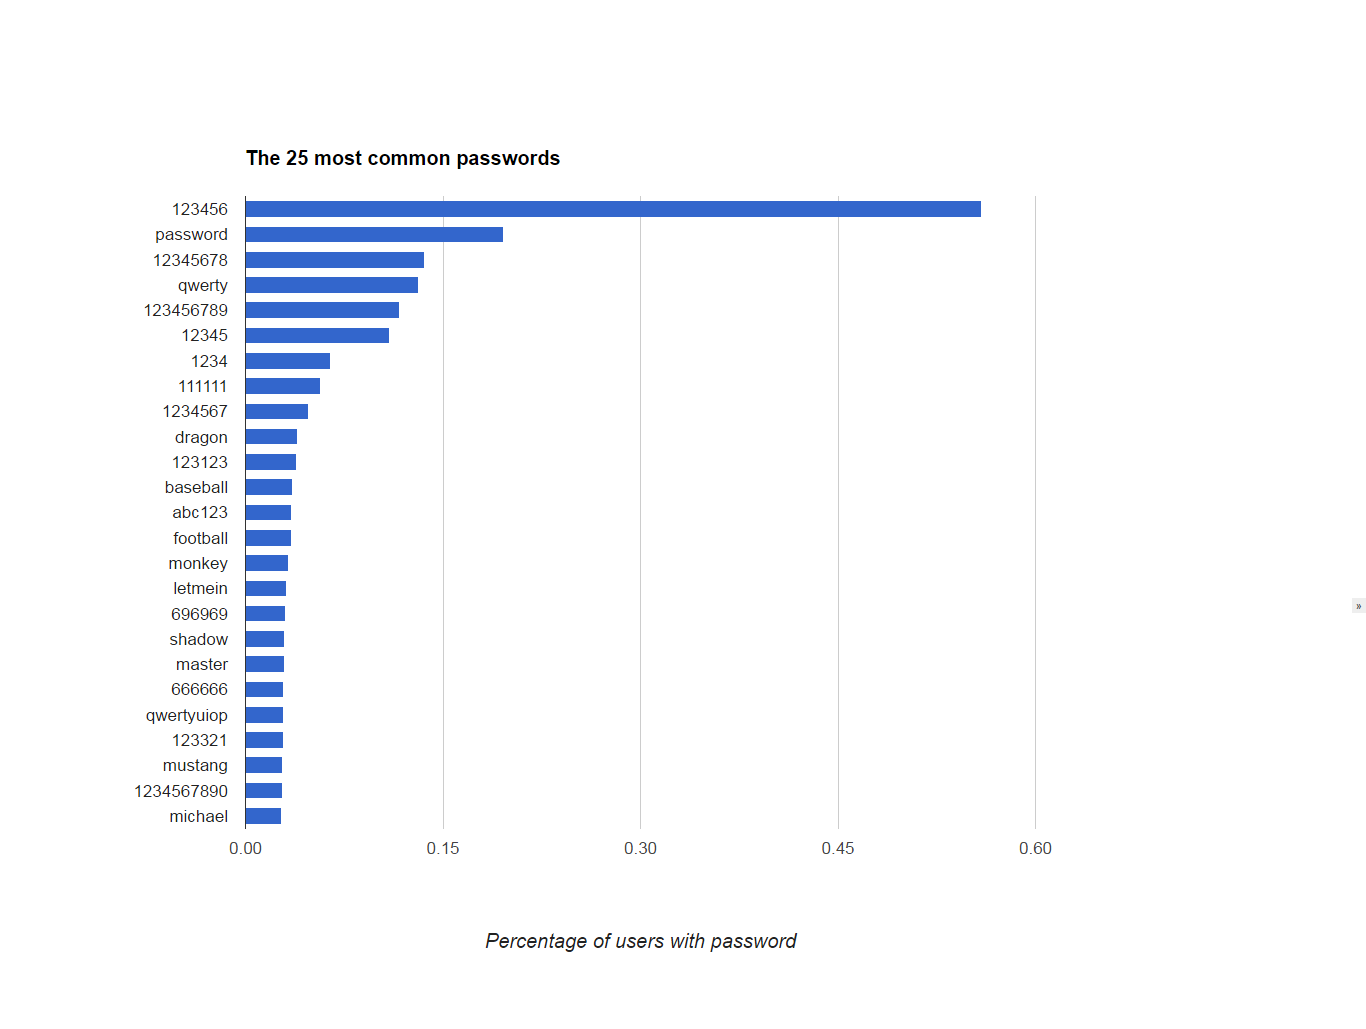 The 25 most common passwords
123456
password
12345678
qwerty
123456789
12345
1234
111111
1234567
dragon
123123
baseball
abc123
football
monkey
letmein
696969
shadow
master
666666
qwertyuiop
123321
mustang
1234567890
michael
0.00 0.15 0.30 0.45 0.60
Percentage of users with password
»